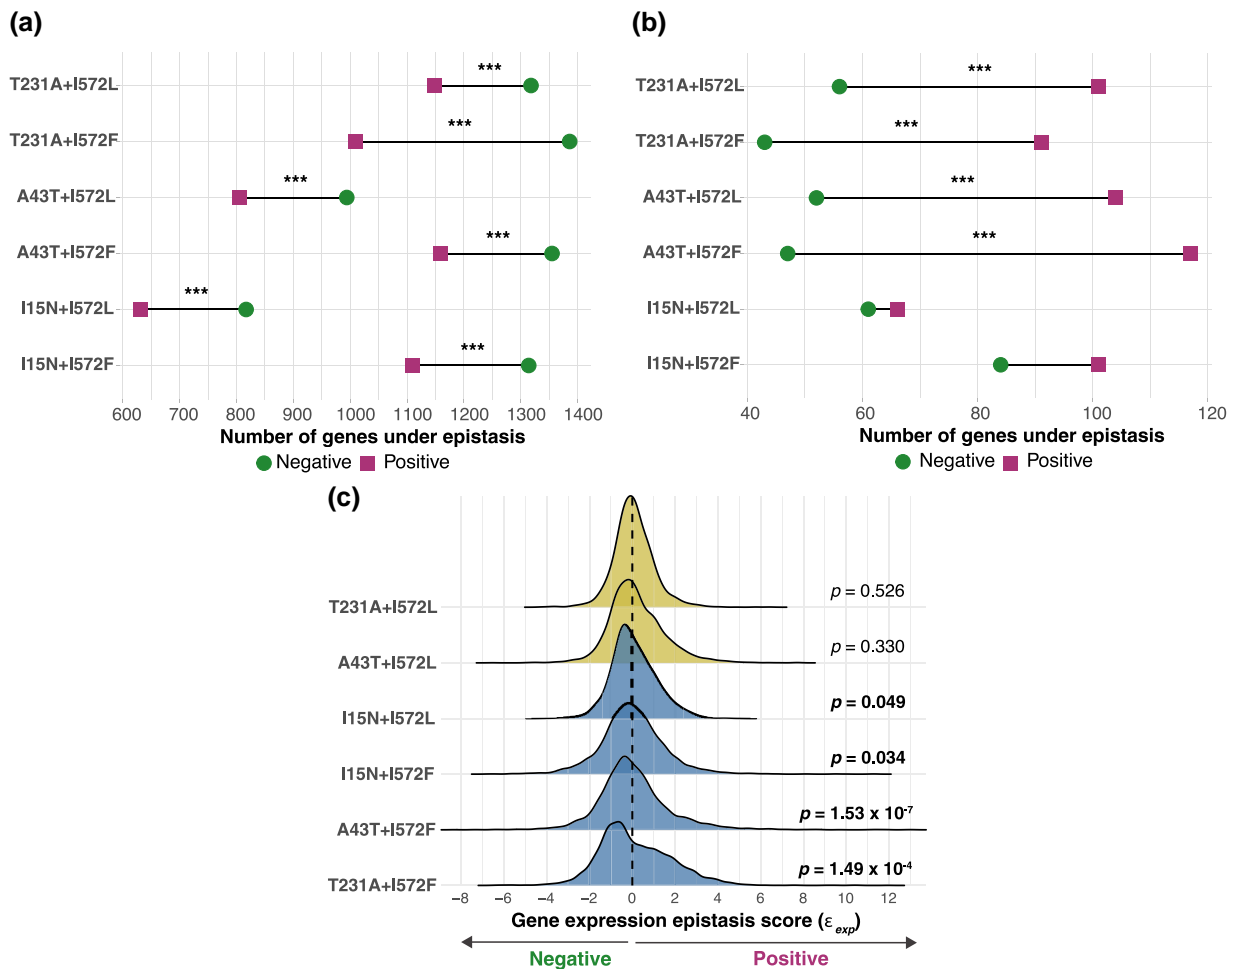 (a)
T231A+I572L
***
T231A+I572F
***
A43T+I572L
***
A43T+I572F
***
I15N+I572L
***
I15N+I572F
***
600 700 800 900 1000 1100 1200 1300 1400
Number of genes under epistasis
Negative Positive
(b)
T231A+I572L
***
T231A+I572F
***
A43T+I572L
***
A43T+I572F
***
I15N+I572L
I15N+I572F
40 60 80 100 120
Number of genes under epistasis
Negative Positive
(c)
T231A+I572L
p = 0.526
A43T+I572L
p = 0.330
I15N+I572L
p = 0.049
I15N+I572F
p = 0.034
A43T+I572F
p = 1.53 x 10⁻⁷
T231A+I572F
p = 1.49 x 10⁻⁴
−8 −6 −4 −2 0 2 4 6 8 10 12
Gene expression epistasis score (ε exp)
Negative Positive